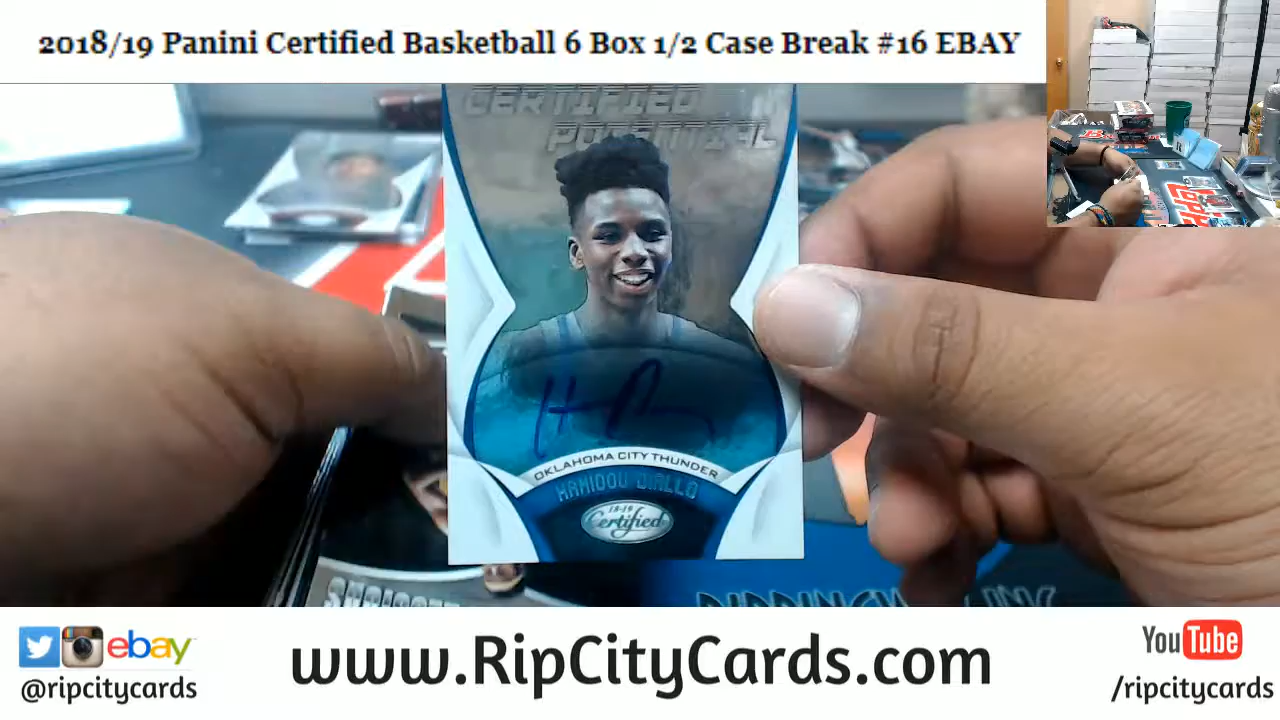 2018/19 Panini Certified Basketball 6 Box 1/2 Case Break #16 EBAY
CERTIFIED
POTENTIAL
OKLAHOMA CITY THUNDER
HAMIDOU DIALLO
18-19
Certified
ebay
@ripcitycards
www.RipCityCards.com
YouTube
/ripcitycards